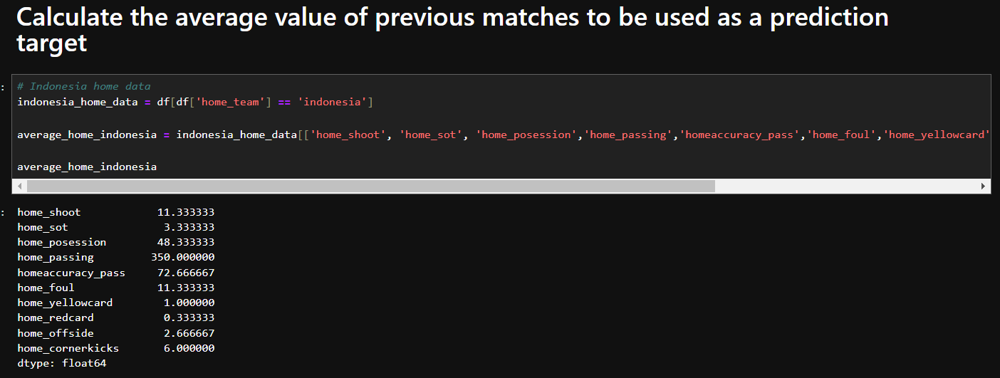 Calculate the average value of previous matches to be used as a prediction
target
:
# Indonesia home data
indonesia_home_data = df[df['home_team'] == 'indonesia']
average_home_indonesia = indonesia_home_data[['home_shoot', 'home_sot', 'home_posession','home_passing','homeaccuracy_pass','home_foul','home_yellowcard'
average_home_indonesia
:
home_shoot 11.333333
home_sot 3.333333
home_posession 48.333333
home_passing 350.000000
homeaccuracy_pass 72.666667
home_foul 11.333333
home_yellowcard 1.000000
home_redcard 0.333333
home_offside 2.666667
home_cornerkicks 6.000000
dtype: float64